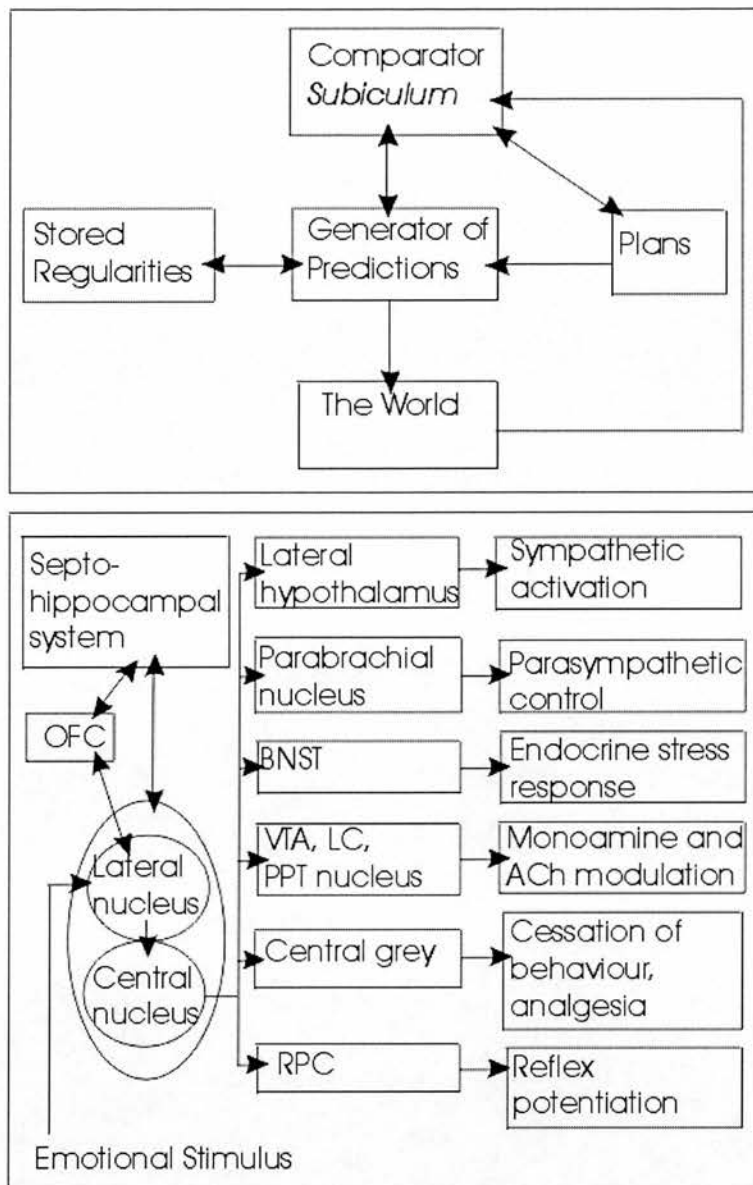 Comparator
Subiculum
Stored
Regularities
Generator of
Predictions
Plans
The World
Septo-
hippocampal
system
OFC
Lateral
nucleus
Central
nucleus
Emotional Stimulus
Lateral
hypothalamus
Sympathetic
activation
Parabrachial
nucleus
Parasympathetic
control
BNST
Endocrine stress
response
VTA, LC,
PPT nucleus
Monoamine and
ACh modulation
Central grey
Cessation of
behaviour,
analgesia
RPC
Reflex
potentiation